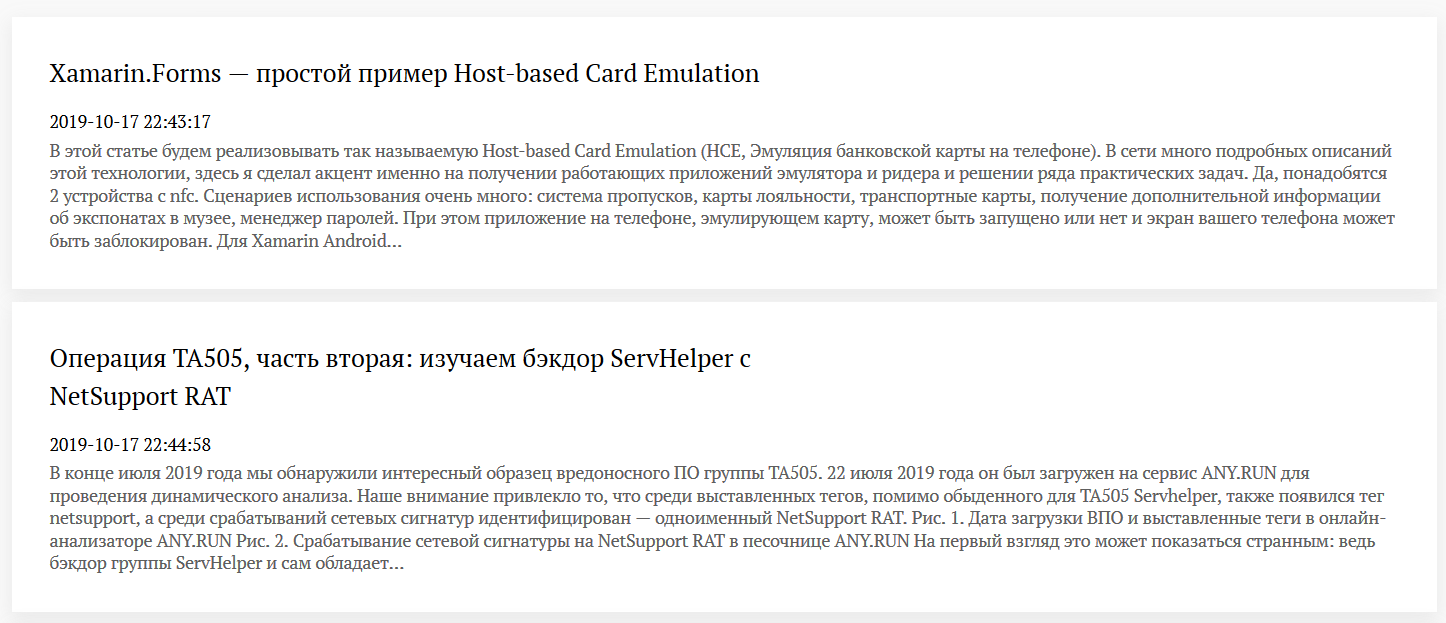 Xamarin.Forms — простой пример Host-based Card Emulation
2019-10-17 22:43:17
В этой статье будем реализовывать так называемую Host-based Card Emulation (HCE, Эмуляция банковской карты на телефоне). В сети много подробных описаний
этой технологии, здесь я сделал акцент именно на получении работающих приложений эмулятора и ридера и решении ряда практических задач. Да, понадобятся
2 устройства с nfc. Сценариев использования очень много: система пропусков, карты лояльности, транспортные карты, получение дополнительной информации
об экспонатах в музее, менеджер паролей. При этом приложение на телефоне, эмулирующем карту, может быть запущено или нет и экран вашего телефона может
быть заблокирован. Для Xamarin Android...
Операция TA505, часть вторая: изучаем бэкдор ServHelper с
NetSupport RAT
2019-10-17 22:44:58
В конце июля 2019 года мы обнаружили интересный образец вредоносного ПО группы TA505. 22 июля 2019 года он был загружен на сервис ANY.RUN для
проведения динамического анализа. Наше внимание привлекло то, что среди выставленных тегов, помимо обыденного для TA505 Servhelper, также появился тег
netsupport, а среди срабатываний сетевых сигнатур идентифицирован — одноименный NetSupport RAT. Рис. 1. Дата загрузки ВПО и выставленные теги в онлайн-
анализаторе ANY.RUN Рис. 2. Срабатывание сетевой сигнатуры на NetSupport RAT в песочнице ANY.RUN На первый взгляд это может показаться странным: ведь
бэкдор группы ServHelper и сам обладает...